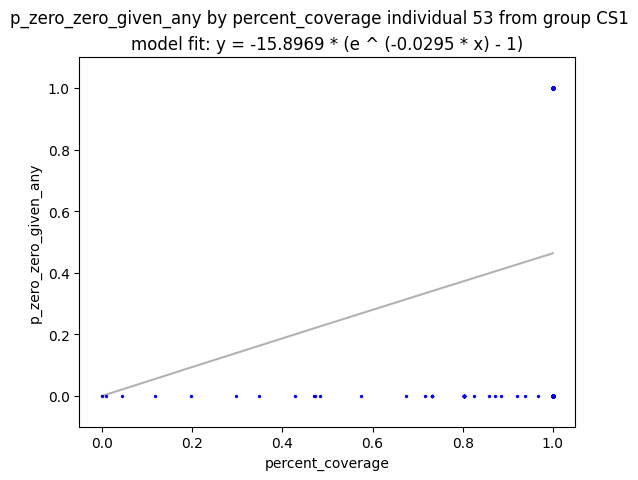 p_zero_zero_given_any by percent_coverage individual 53 from group CS1
model fit: y = -15.8969 * (e ^ (-0.0295 * x) - 1)
1.0
0.8
0.6
0.4
0.2
0.0
p_zero_zero_given_any
0.0 0.2 0.4 0.6 0.8 1.0
percent_coverage